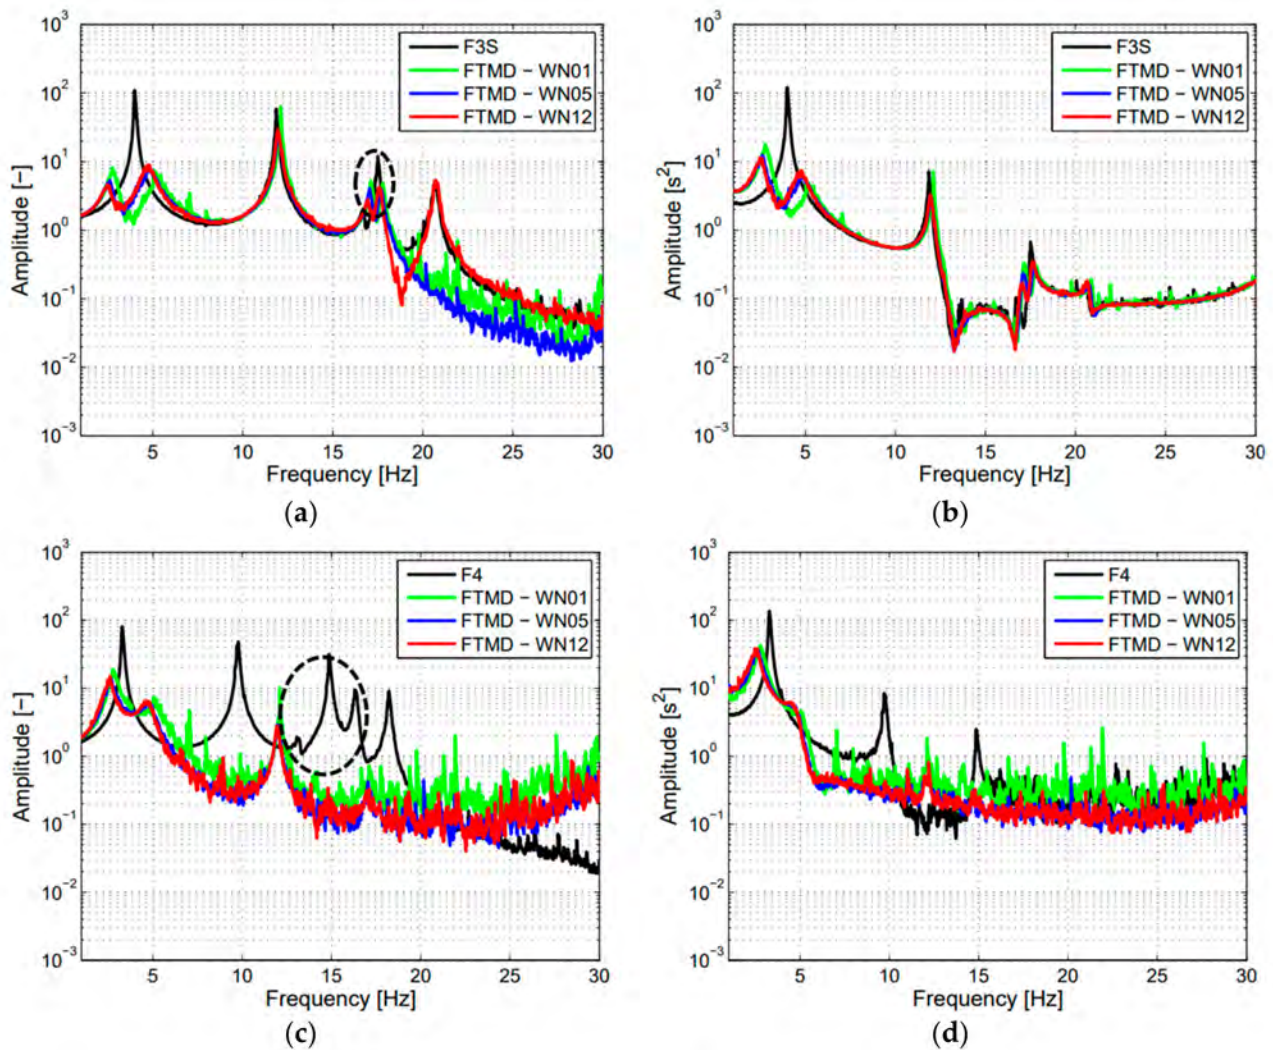 10³
10²
10¹
10⁰
10⁻¹
10⁻²
10⁻³
Amplitude [−]
F3S
FTMD − WN01
FTMD − WN05
FTMD − WN12
5 10 15 20 25 30
Frequency [Hz]
(a)
10³
10²
10¹
10⁰
10⁻¹
10⁻²
10⁻³
Amplitude [s²]
F3S
FTMD − WN01
FTMD − WN05
FTMD − WN12
5 10 15 20 25 30
Frequency [Hz]
(b)
10³
10²
10¹
10⁰
10⁻¹
10⁻²
10⁻³
Amplitude [−]
F4
FTMD − WN01
FTMD − WN05
FTMD − WN12
5 10 15 20 25 30
Frequency [Hz]
(c)
10³
10²
10¹
10⁰
10⁻¹
10⁻²
10⁻³
Amplitude [s²]
F4
FTMD − WN01
FTMD − WN05
FTMD − WN12
5 10 15 20 25 30
Frequency [Hz]
(d)